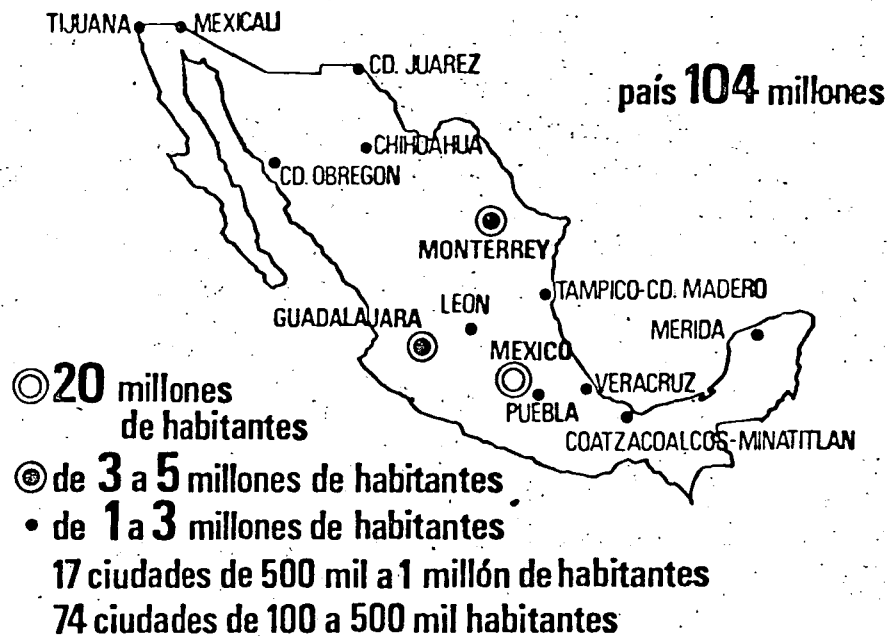 TIJUANA
MEXICALI
CD. JUAREZ
país 104 millones
CHIHUAHUA
CD. OBREGON
MONTERREY
TAMPICO-CD. MADERO
LEON
GUADALAJARA
MERIDA
MEXICO
VERACRUZ
PUEBLA
COATZACOALCOS-MINATITLAN
20 millones
de habitantes
de 3 a 5 millones de habitantes
de 1 a 3 millones de habitantes
17 ciudades de 500 mil a 1 millón de habitantes
74 ciudades de 100 a 500 mil habitantes